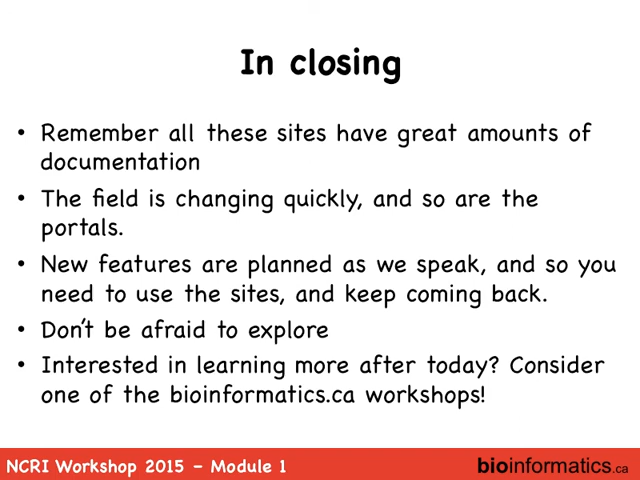 In closing
• Remember all these sites have great amounts of
documentation
• The field is changing quickly, and so are the
portals.
• New features are planned as we speak, and so you
need to use the sites, and keep coming back.
• Don't be afraid to explore
• Interested in learning more after today? Consider
one of the bioinformatics.ca workshops!
NCRI Workshop 2015 – Module 1
bioinformatics.ca